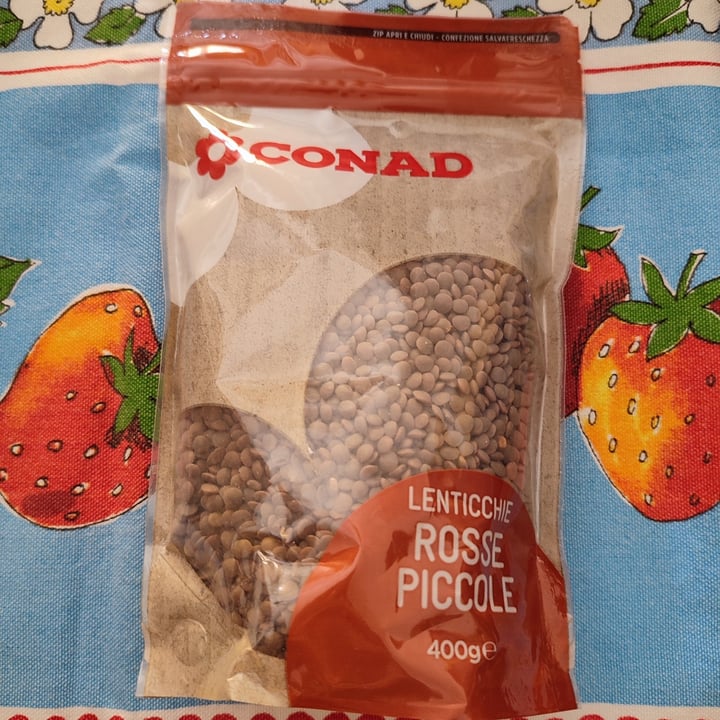 ZIP APRI E CHIUDI - CONFEZIONE SALVAFRESCHEZZA
CONAD
LENTICCHIE
ROSSE
PICCOLE
400g℮